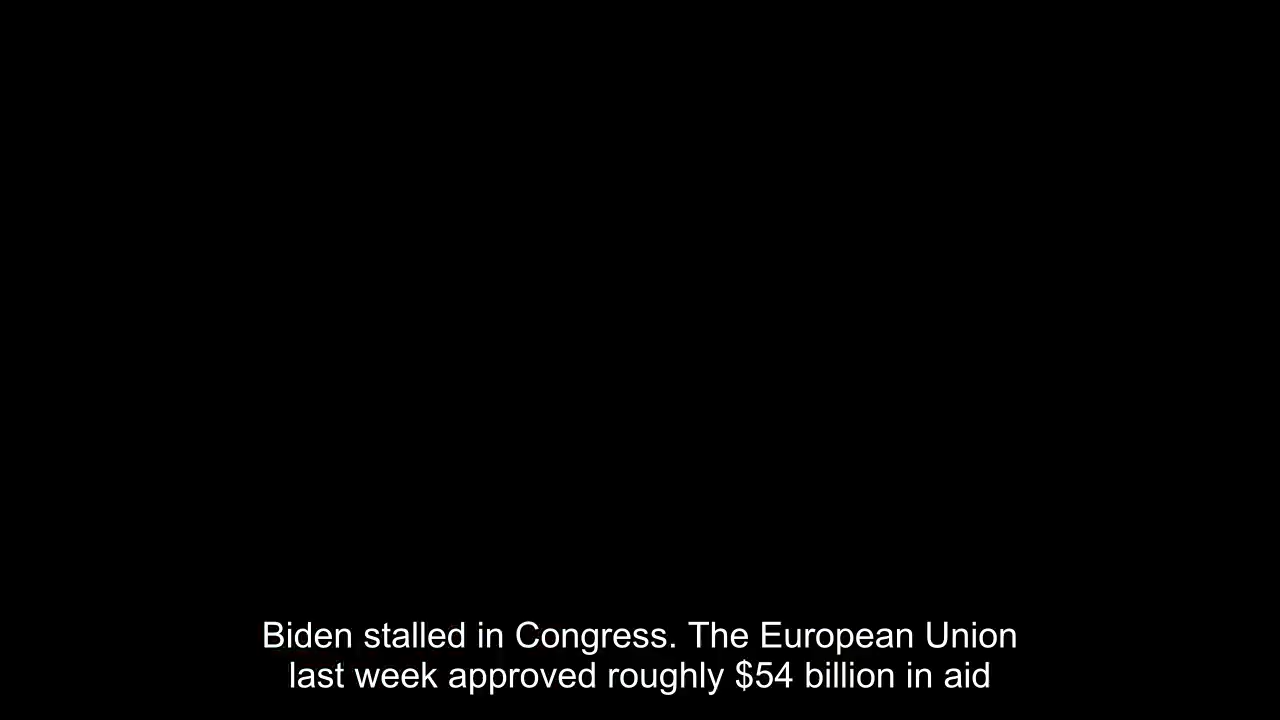 Biden stalled in Congress. The European Union
last week approved roughly $54 billion in aid